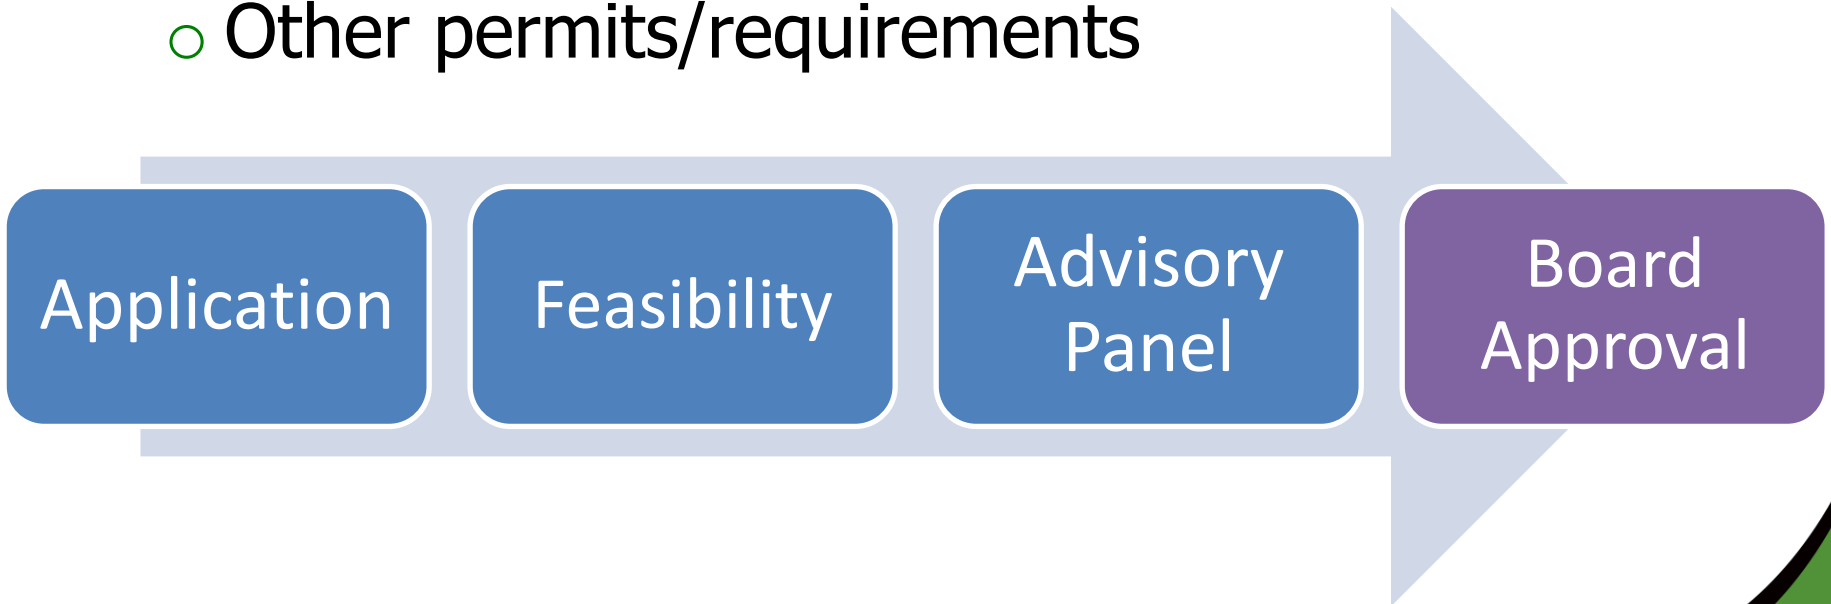 Other permits/requirements
Application
Feasibility
Advisory
Panel
Board
Approval